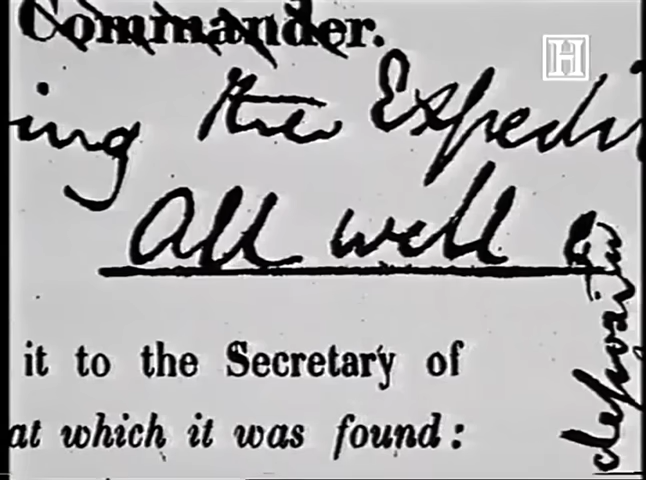 Commander.
H
ing the Expedi
All well
it to the Secretary of
at which it was found: